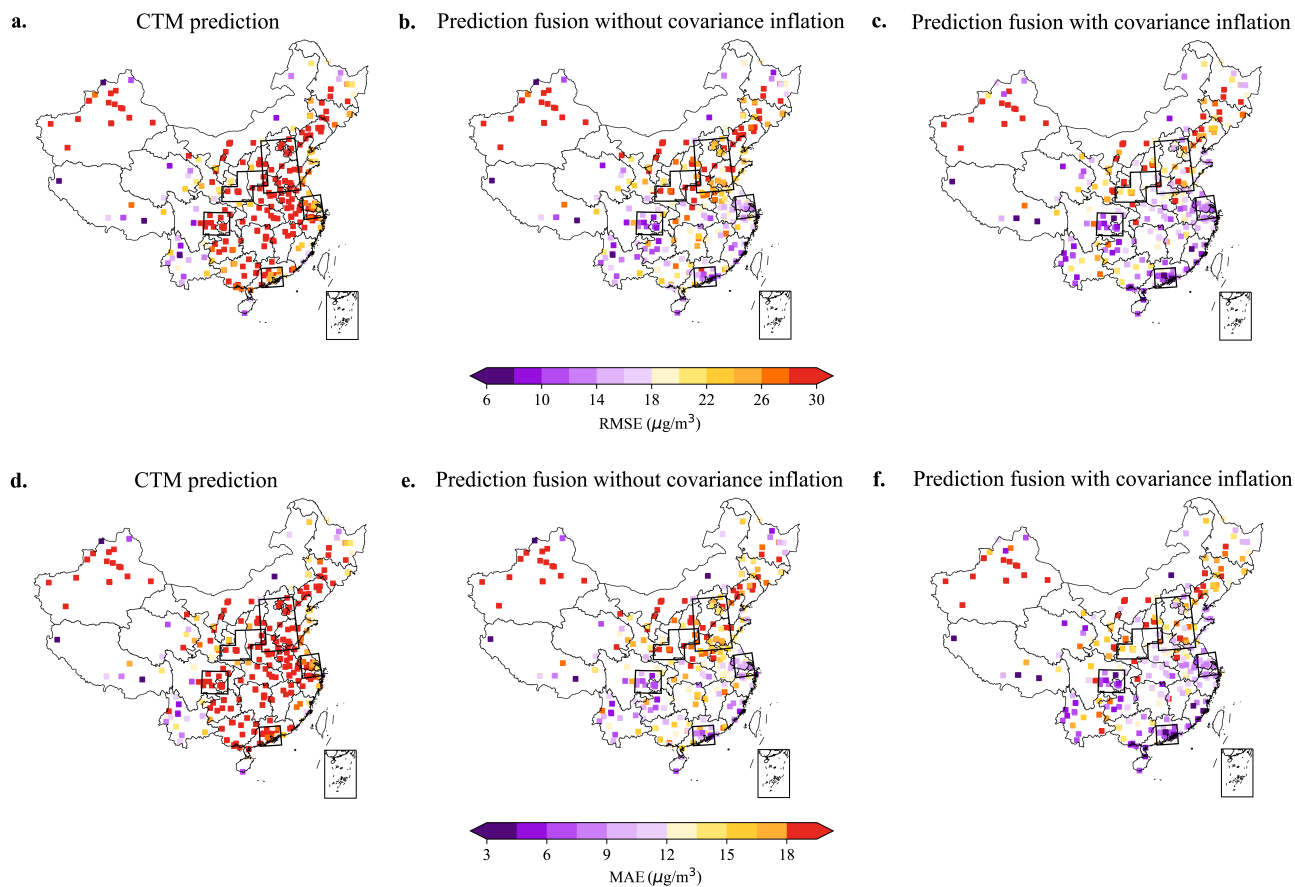 a. CTM prediction
b. Prediction fusion without covariance inflation
c. Prediction fusion with covariance inflation
6 10 14 18 22 26 30
RMSE (μg/m³)
d. CTM prediction
e. Prediction fusion without covariance inflation
f. Prediction fusion with covariance inflation
3 6 9 12 15 18
MAE (μg/m³)